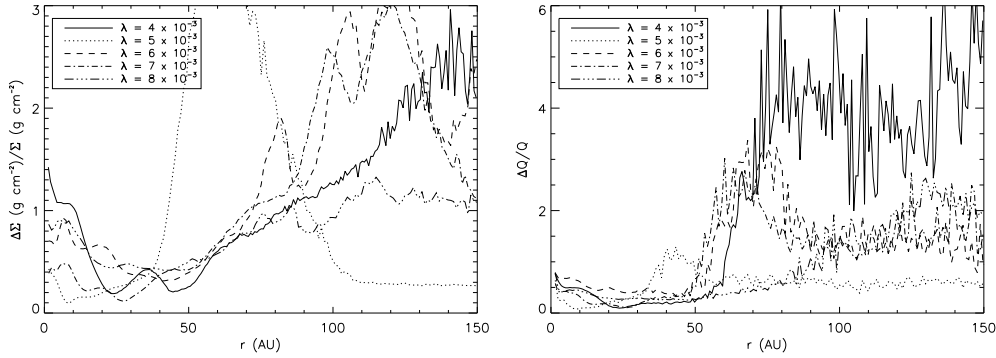 λ = 4 x 10⁻³
λ = 5 x 10⁻³
λ = 6 x 10⁻³
λ = 7 x 10⁻³
λ = 8 x 10⁻³
ΔΣ (g cm⁻²)/Σ (g cm⁻²)
3
2
1
0
0 50 100 150
r (AU)
λ = 4 x 10⁻³
λ = 5 x 10⁻³
λ = 6 x 10⁻³
λ = 7 x 10⁻³
λ = 8 x 10⁻³
ΔQ/Q
6
4
2
0
0 50 100 150
r (AU)